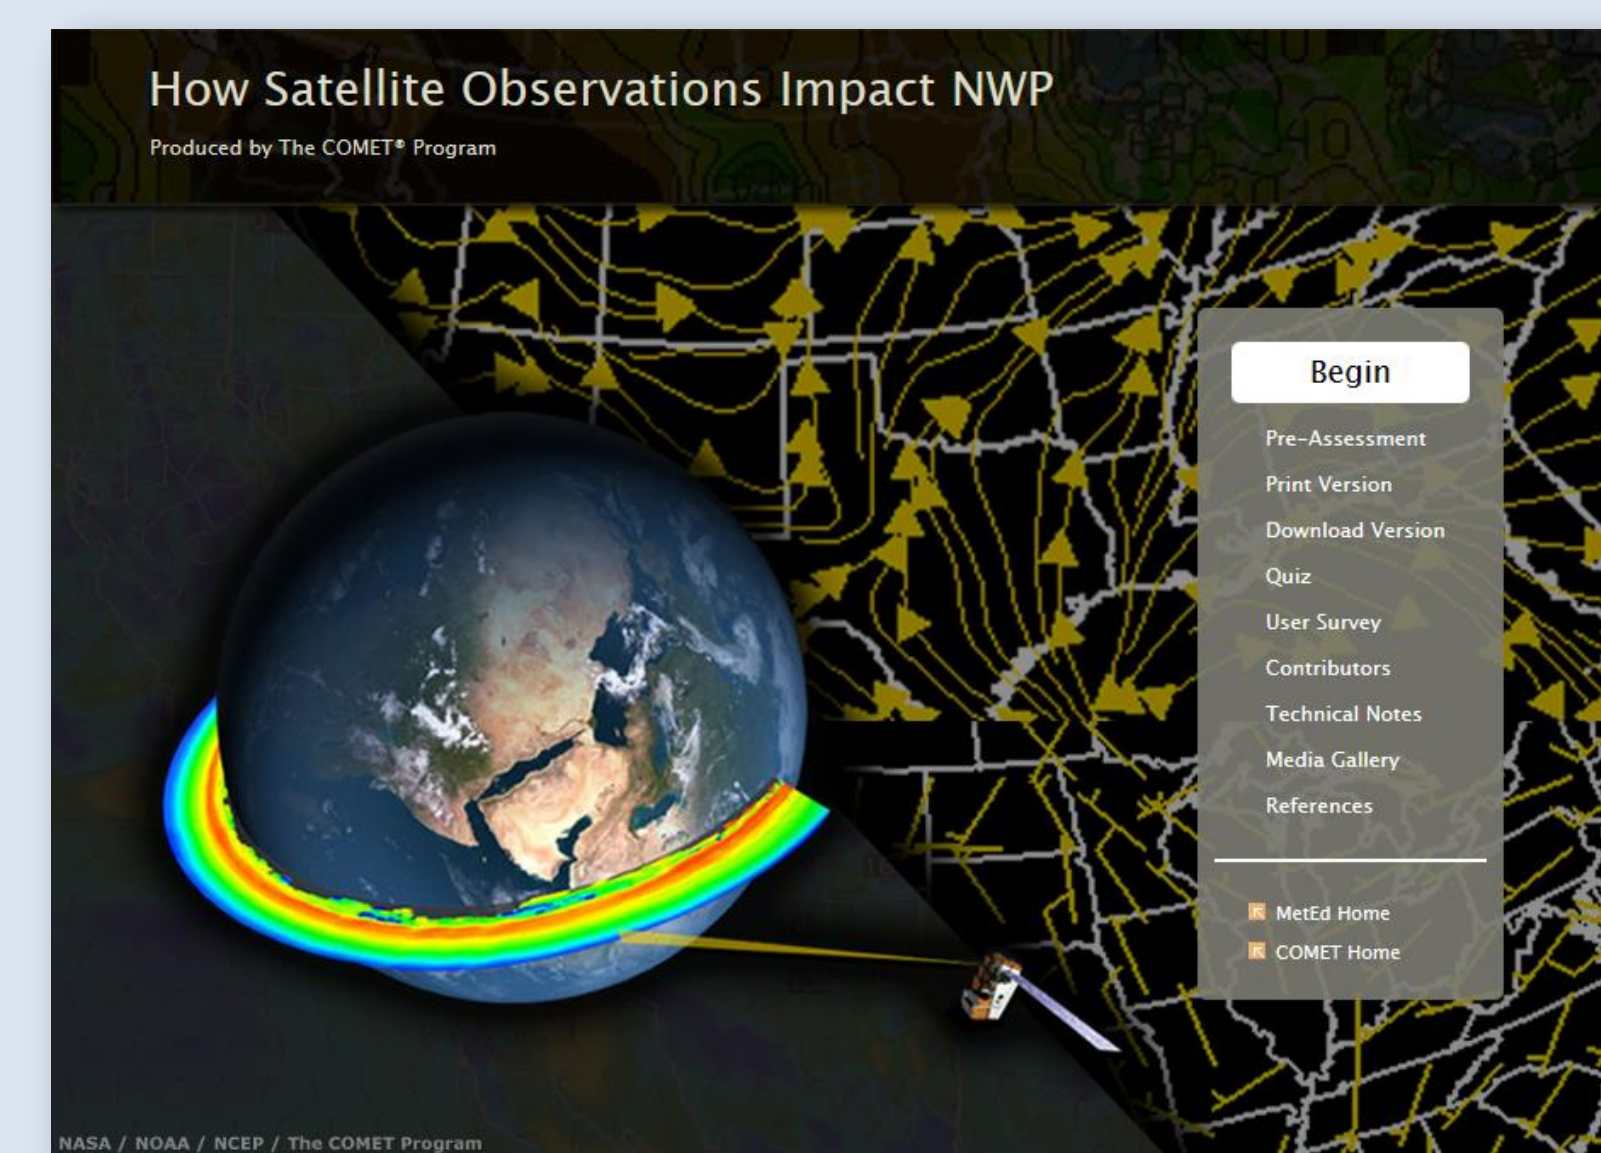 How Satellite Observations Impact NWP
Produced by The COMET® Program
Begin
Pre-Assessment
Print Version
Download Version
Quiz
User Survey
Contributors
Technical Notes
Media Gallery
References
MetEd Home
COMET Home
NASA / NOAA / NCEP / The COMET Program